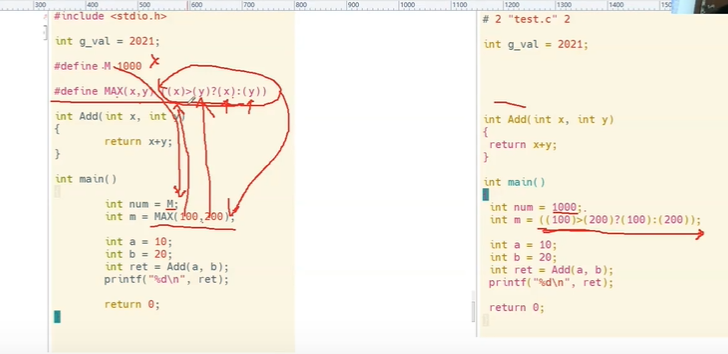 300 400 500 600 700 800 900 1000 1100 1200 1300 1400
#include <stdio.h>
int g_val = 2021;
#define M 1000
#define MAX(x,y) ((x)>(y)?(x):(y))
int Add(int x, int y)
{
return x+y;
}
int main()
int num = M;
int m = MAX(100,200);
int a = 10;
int b = 20;
int ret = Add(a, b);
printf("%d\n", ret);
return 0;
# 2 "test.c" 2
int g_val = 2021;
int Add(int x, int y)
{
return x+y;
}
int main()
int num = 1000;
int m = ((100)>(200)?(100):(200));
int a = 10;
int b = 20;
int ret = Add(a, b);
printf("%d\n", ret);
return 0;